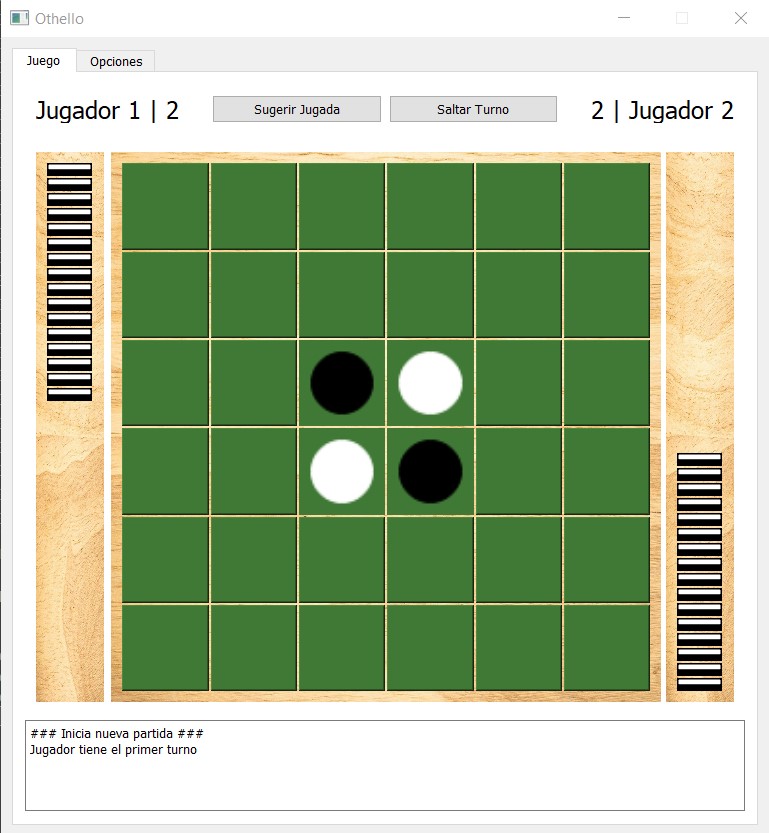 Othello
Juego
Opciones
Jugador 1 | 2
Sugerir Jugada
Saltar Turno
2 | Jugador 2
### Inicia nueva partida ###
Jugador tiene el primer turno